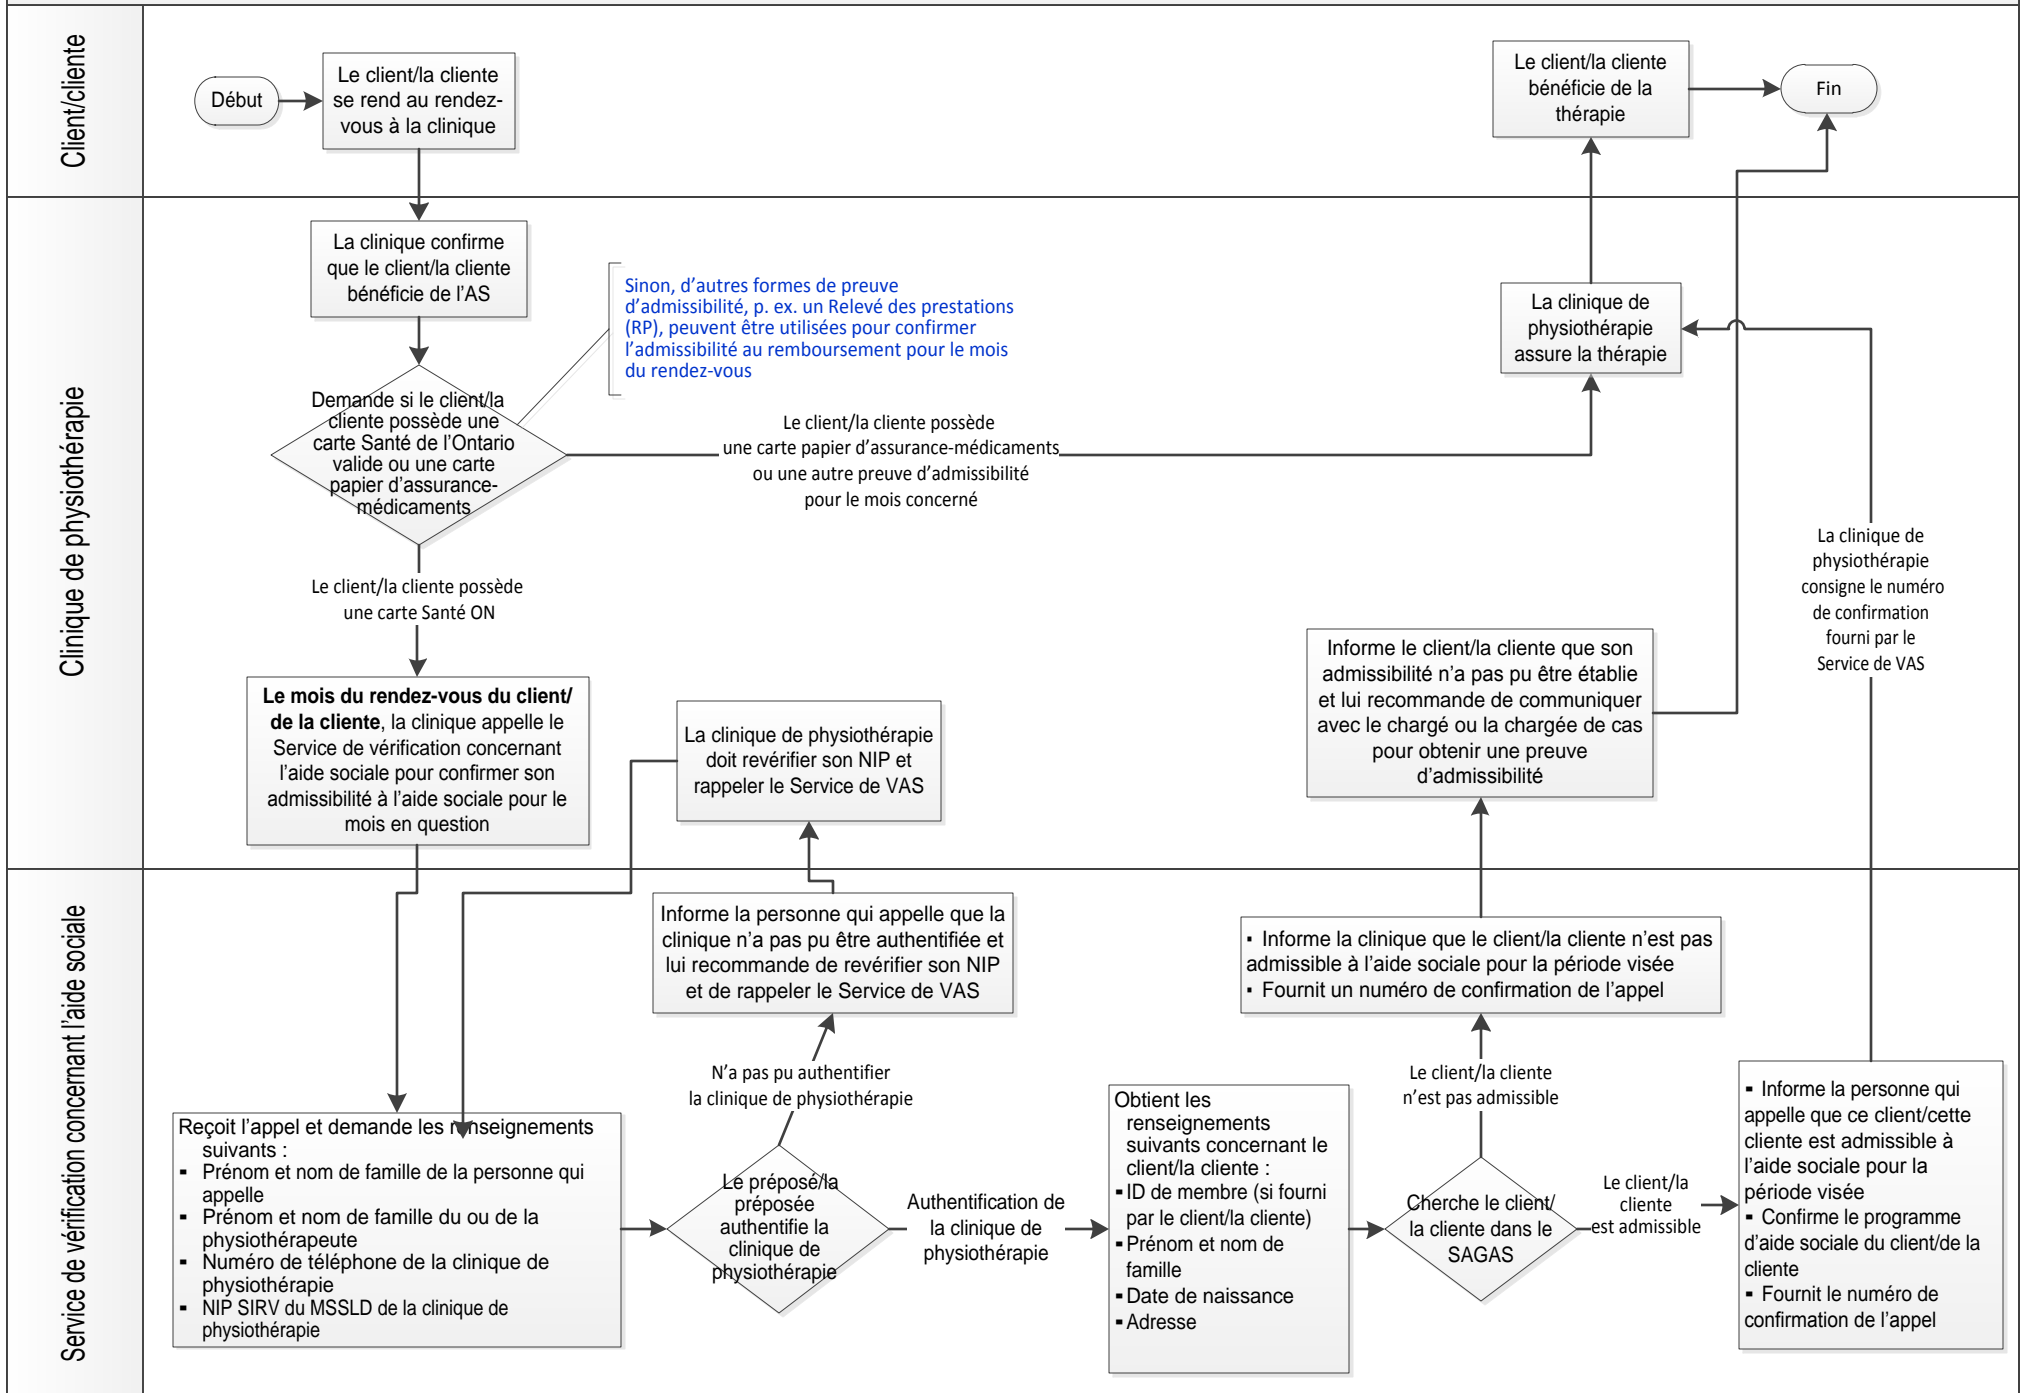 Client/cliente
Début
Le client/la cliente
se rend au rendez-
vous à la clinique
Le client/la cliente
bénéficie de la
thérapie
Fin
Clinique de physiothérapie
La clinique confirme
que le client/la cliente
bénéficie de l’AS
Sinon, d’autres formes de preuve
d’admissibilité, p. ex. un Relevé des prestations
(RP), peuvent être utilisées pour confirmer
l’admissibilité au remboursement pour le mois
du rendez-vous
La clinique de
physiothérapie
assure la thérapie
Demande si le client/la
cliente possède une
carte Santé de l’Ontario
valide ou une carte
papier d’assurance-
médicaments
Le client/la cliente possède
une carte papier d’assurance-médicaments
ou une autre preuve d’admissibilité
pour le mois concerné
Le client/la cliente possède
une carte Santé ON
La clinique de
physiothérapie
consigne le numéro
de confirmation
fourni par le
Service de VAS
Le mois du rendez-vous du client/
de la cliente, la clinique appelle le
Service de vérification concernant
l’aide sociale pour confirmer son
admissibilité à l’aide sociale pour le
mois en question
La clinique de physiothérapie
doit revérifier son NIP et
rappeler le Service de VAS
Informe le client/la cliente que son
admissibilité n’a pas pu être établie
et lui recommande de communiquer
avec le chargé ou la chargée de cas
pour obtenir une preuve
d’admissibilité
Service de vérification concernant l’aide sociale
Informe la personne qui appelle que la
clinique n’a pas pu être authentifiée et
lui recommande de revérifier son NIP
et de rappeler le Service de VAS
▪ Informe la clinique que le client/la cliente n’est pas
admissible à l’aide sociale pour la période visée
▪ Fournit un numéro de confirmation de l’appel
N’a pas pu authentifier
la clinique de physiothérapie
Le client/la cliente
n’est pas admissible
Reçoit l’appel et demande les renseignements
suivants :
▪ Prénom et nom de famille de la personne qui
appelle
▪ Prénom et nom de famille du ou de la
physiothérapeute
▪ Numéro de téléphone de la clinique de
physiothérapie
▪ NIP SIRV du MSSLD de la clinique de
physiothérapie
Le préposé/la
préposée
authentifie la
clinique de
physiothérapie
Authentification de
la clinique de
physiothérapie
Obtient les
renseignements
suivants concernant le
client/la cliente :
▪ ID de membre (si fourni
par le client/la cliente)
▪ Prénom et nom de
famille
▪ Date de naissance
▪ Adresse
Cherche le client/
la cliente dans le
SAGAS
Le client/la
cliente
est admissible
▪ Informe la personne qui
appelle que ce client/cette
cliente est admissible à
l’aide sociale pour la
période visée
▪ Confirme le programme
d’aide sociale du client/de la
cliente
▪ Fournit le numéro de
confirmation de l’appel